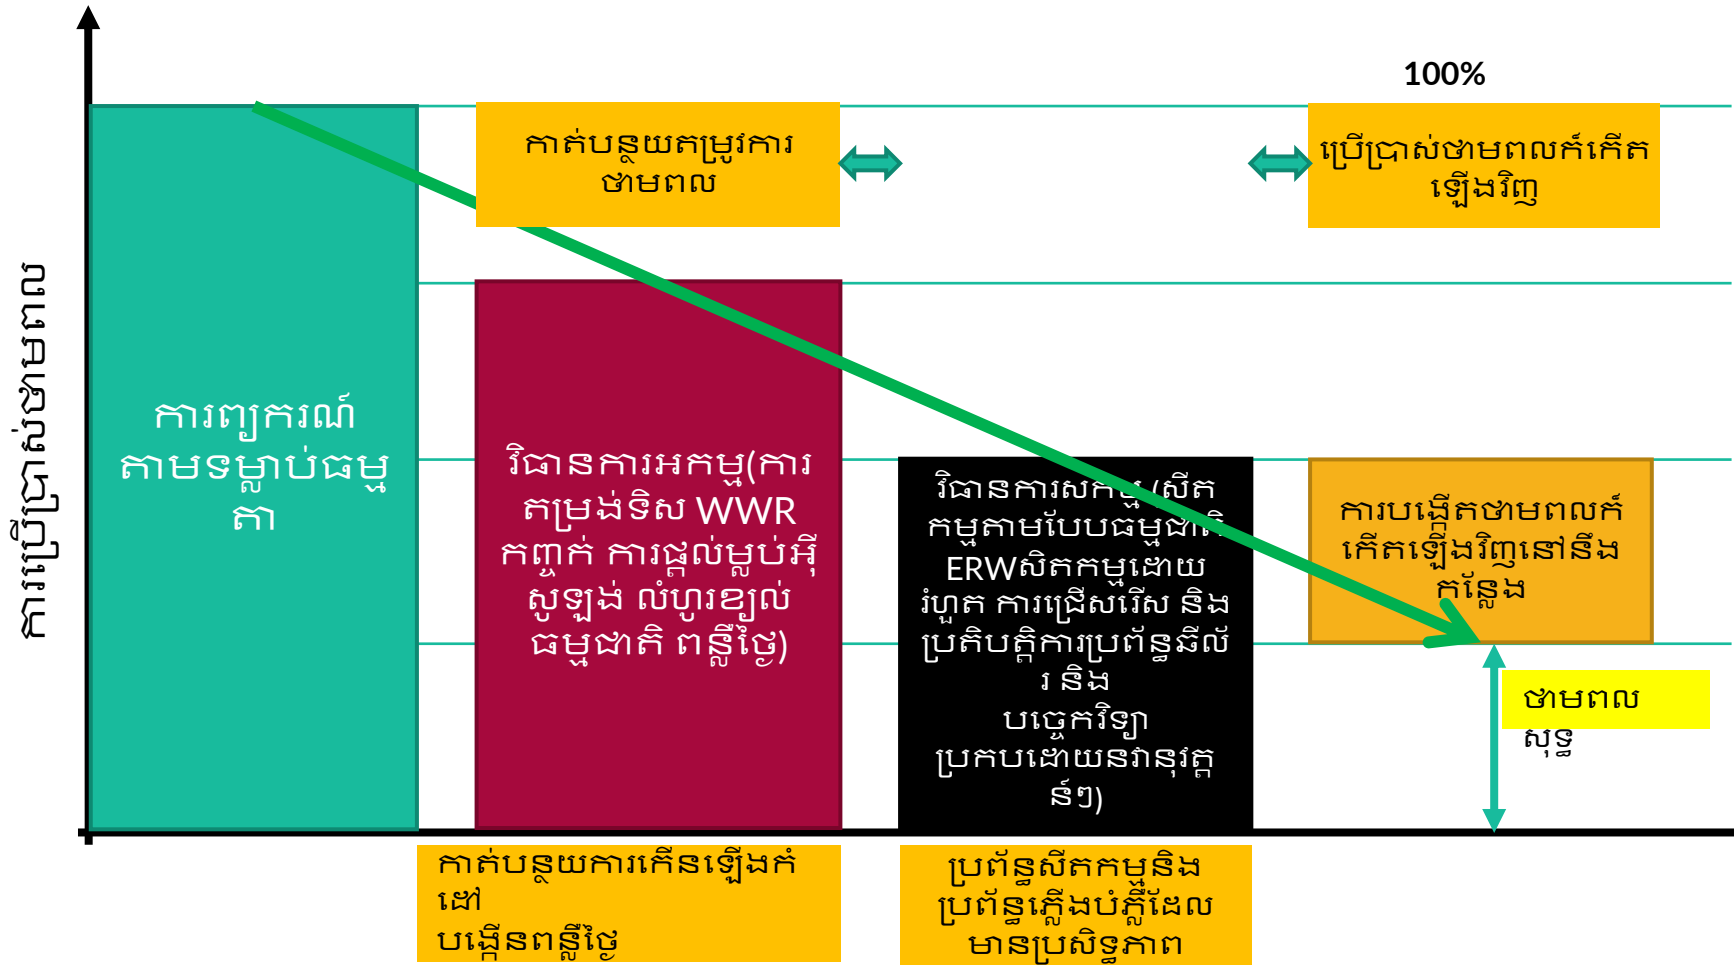 100%
កាត់បន្ថយតម្រូវការ
ថាមពល
ប្រើប្រាស់ថាមពលកំកើត
ឡើងវិញ
ការប្រើប្រាស់ថាមពល
ការព្យករណ៍
តាមទម្លាប់ធម្ម
តា
វិធានការអកម្ម(ការ
តម្រង់ទិស WWR
កញ្ចក់ ការផ្តល់ម្លប់អ៊ី
សូឡង់ លំហូរខ្យល់
ធម្មជាតិ ពន្លឺថ្ងៃ)
វិធានការសកម្ម (សីត
កម្មតាមបែបធម្មជាតិ
ERWសិតកម្មដោយ
រំហួត ការជ្រើសរើស និង
ប្រតិបត្តិការប្រព័ន្ធឆីល័
រ និង
បច្ចេកវិទ្យា
ប្រកបដោយនវានុវត្ត
ន៍ៗ)
ការបង្កើតថាមពលកំ
កើតឡើងវិញនៅនឹង
កន្លែង
ថាមពល
សុទ្ធ
កាត់បន្ថយការកើនឡើងកំ
ដៅ
បង្កើនពន្លឺថ្ងៃ
ប្រព័ន្ធសីតកម្មនិង
ប្រព័ន្ធភ្លើងបំភ្លឺដែល
មានប្រសិទ្ធភាព